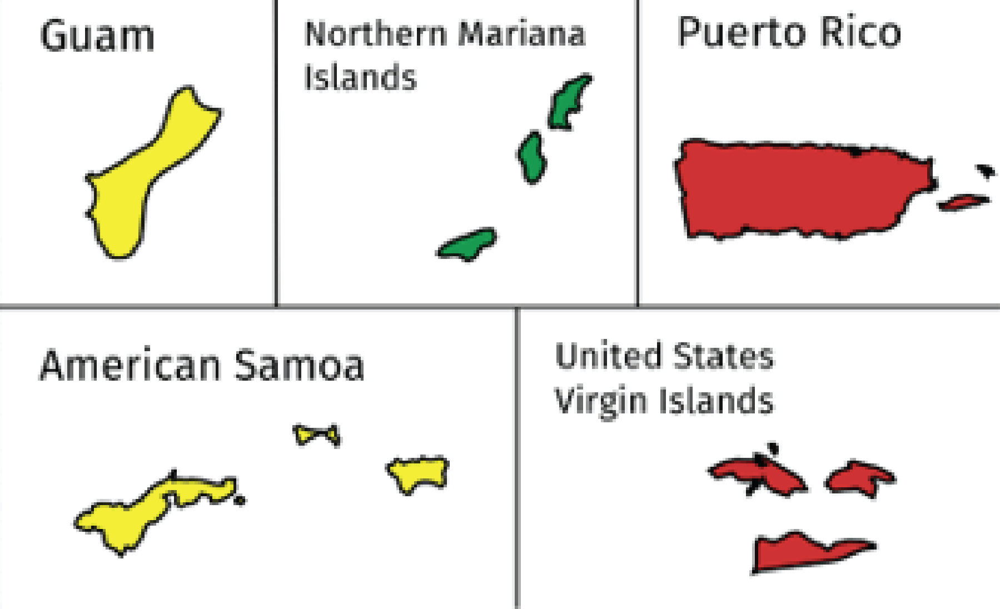 Guam
Northern Mariana
Islands
Puerto Rico
American Samoa
United States
Virgin Islands